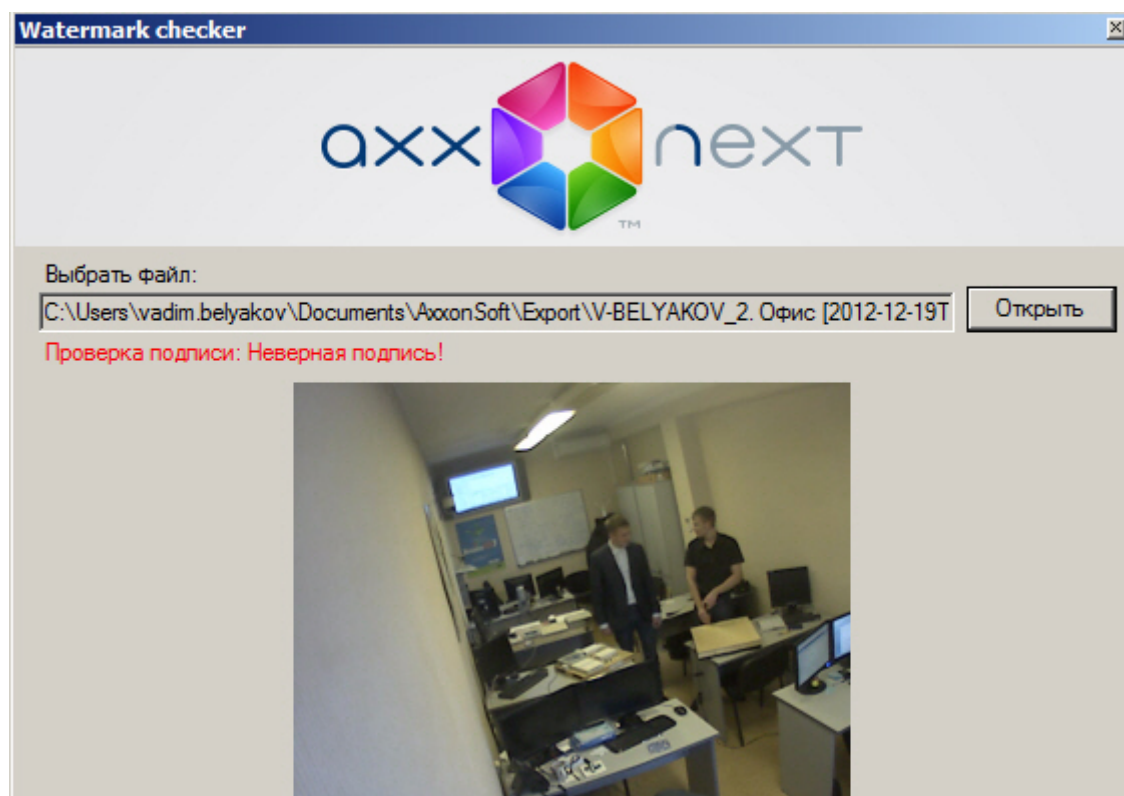 Watermark checker
axx next
TM
Выбрать файл:
C:\Users\vadim.belyakov\Documents\AxxonSoft\Export\V-BELYAKOV_2. Офис [2012-12-19T
Открыть
Проверка подписи: Неверная подпись!